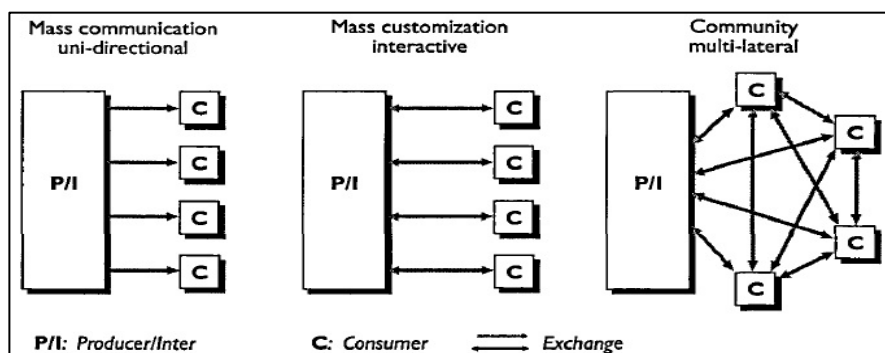 Mass communication
uni-directional
Mass customization
interactive
Community
multi-lateral
P/I
C
C
C
C
P/I
C
C
C
C
P/I
C
C
C
C
P/I: Producer/Inter
C: Consumer
Exchange